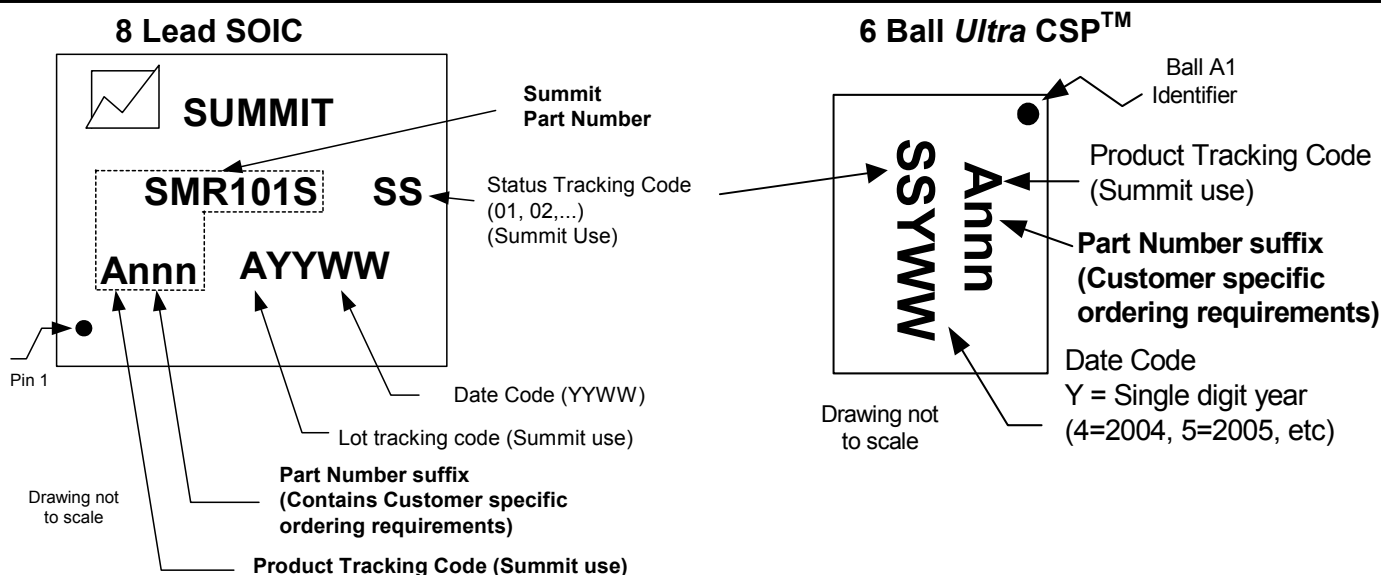 8 Lead SOIC
SUMMIT
Summit
Part Number
SMR101S SS
Status Tracking Code
(01, 02,...)
(Summit Use)
Annn AYYWW
Pin 1
Date Code (YYWW)
Lot tracking code (Summit use)
Part Number suffix
(Contains Customer specific
ordering requirements)
Drawing not
to scale
Product Tracking Code (Summit use)
6 Ball Ultra CSP™
Ball A1
Identifier
Annn
SSYWW
Product Tracking Code
(Summit use)
Part Number suffix
(Customer specific
ordering requirements)
Date Code
Y = Single digit year
(4=2004, 5=2005, etc)
Drawing not
to scale